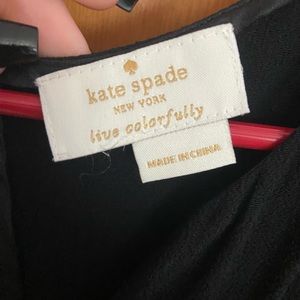 kate spade
NEW YORK
live colorfully
MADE IN CHINA